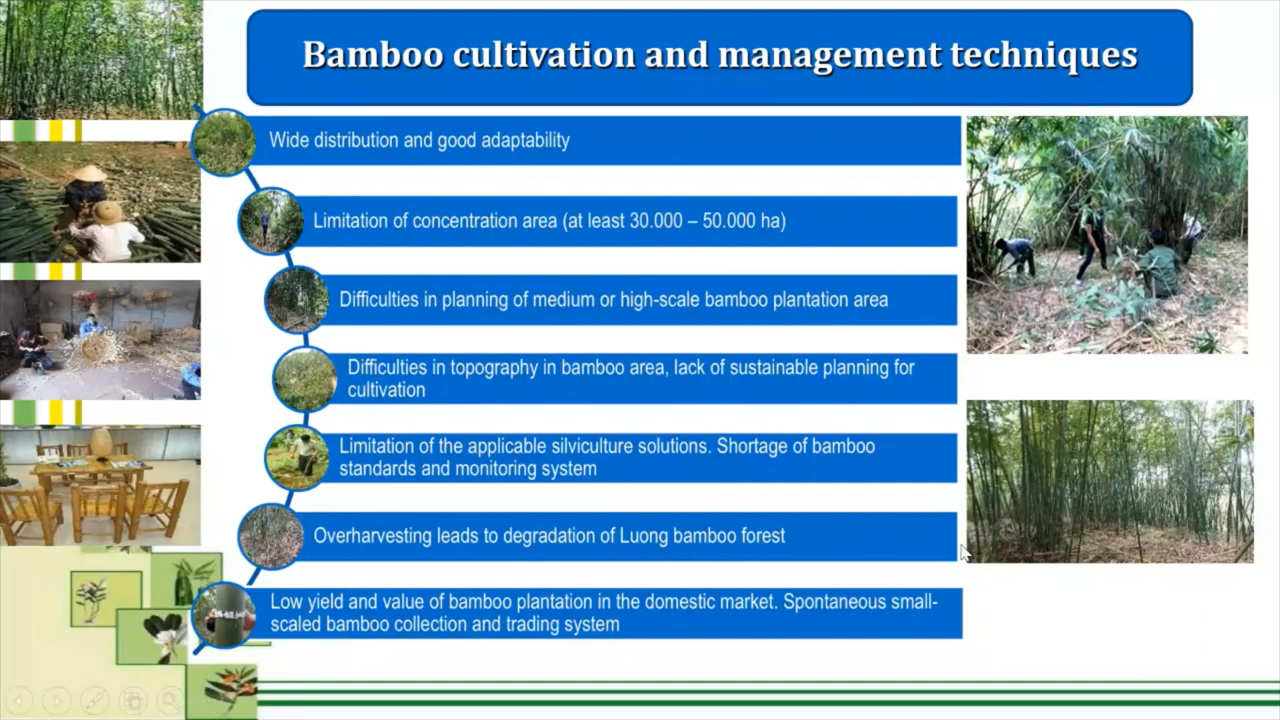 Bamboo cultivation and management techniques
Wide distribution and good adaptability
Limitation of concentration area (at least 30.000 – 50.000 ha)
Difficulties in planning of medium or high-scale bamboo plantation area
Difficulties in topography in bamboo area, lack of sustainable planning for
cultivation
Limitation of the applicable silviculture solutions. Shortage of bamboo
standards and monitoring system
Overharvesting leads to degradation of Luong bamboo forest
Low yield and value of bamboo plantation in the domestic market. Spontaneous small-
scaled bamboo collection and trading system